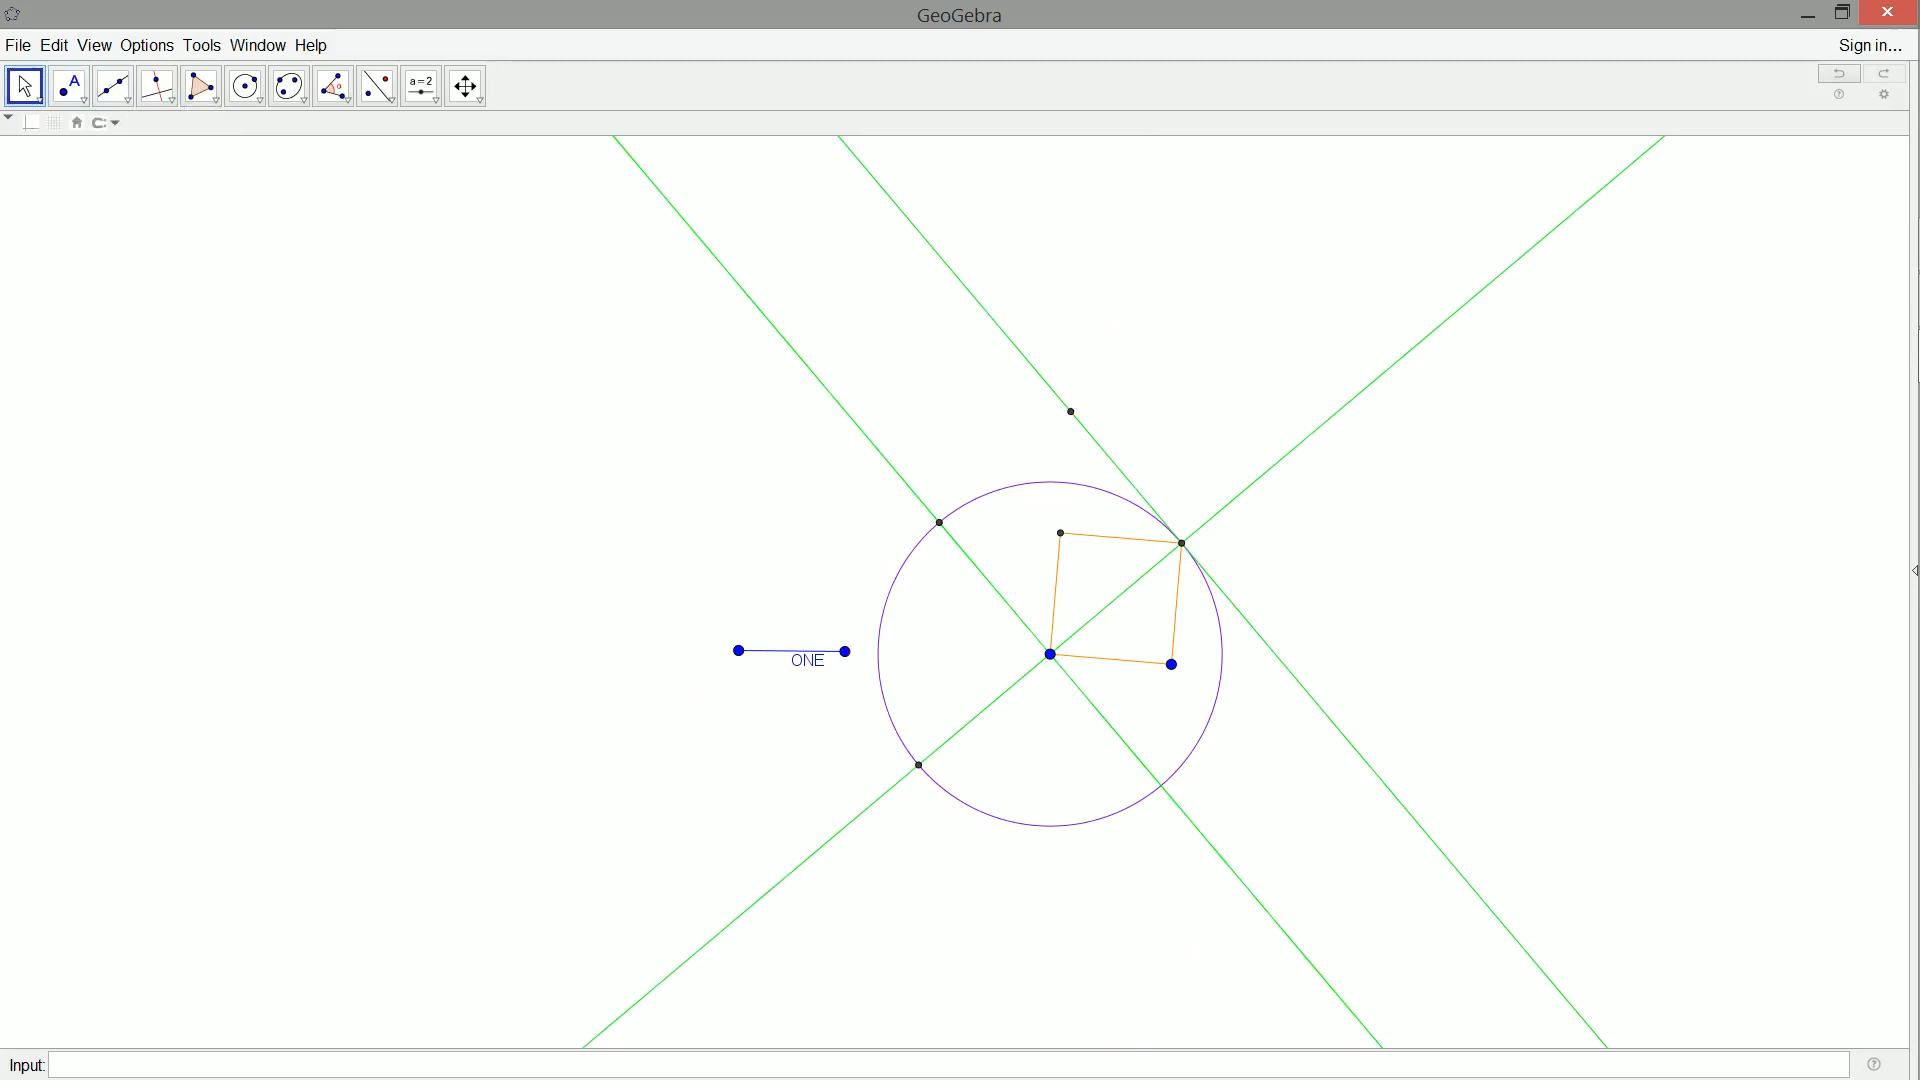 GeoGebra
File Edit View Options Tools Window Help
Sign in...
A
α
a=2
ONE
Input: